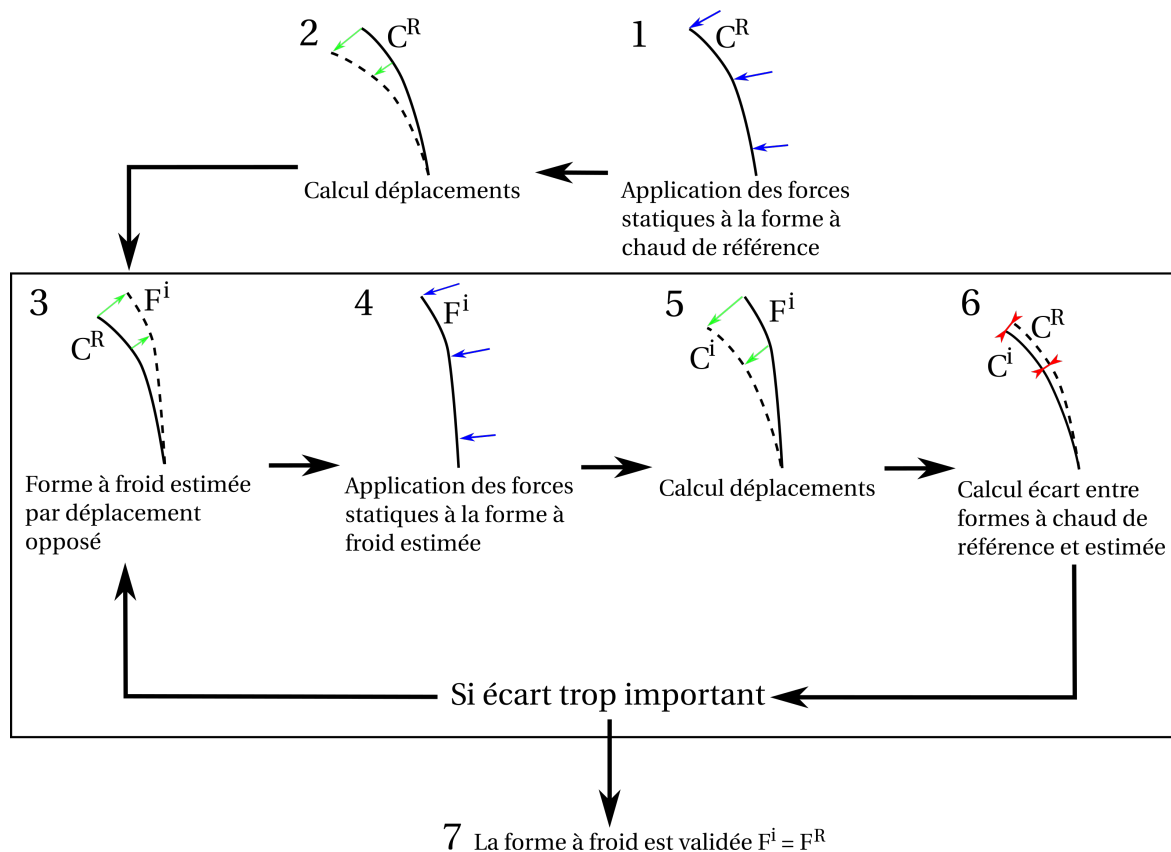 1
C^R
Application des forces
statiques à la forme à
chaud de référence
2
C^R
Calcul déplacements
3
F^i
C^R
Forme à froid estimée
par déplacement
opposé
4
F^i
Application des forces
statiques à la forme à
froid estimée
5
F^i
C^i
Calcul déplacements
6
C^R
C^i
Calcul écart entre
formes à chaud de
référence et estimée
Si écart trop important
7 La forme à froid est validée F^i = F^R